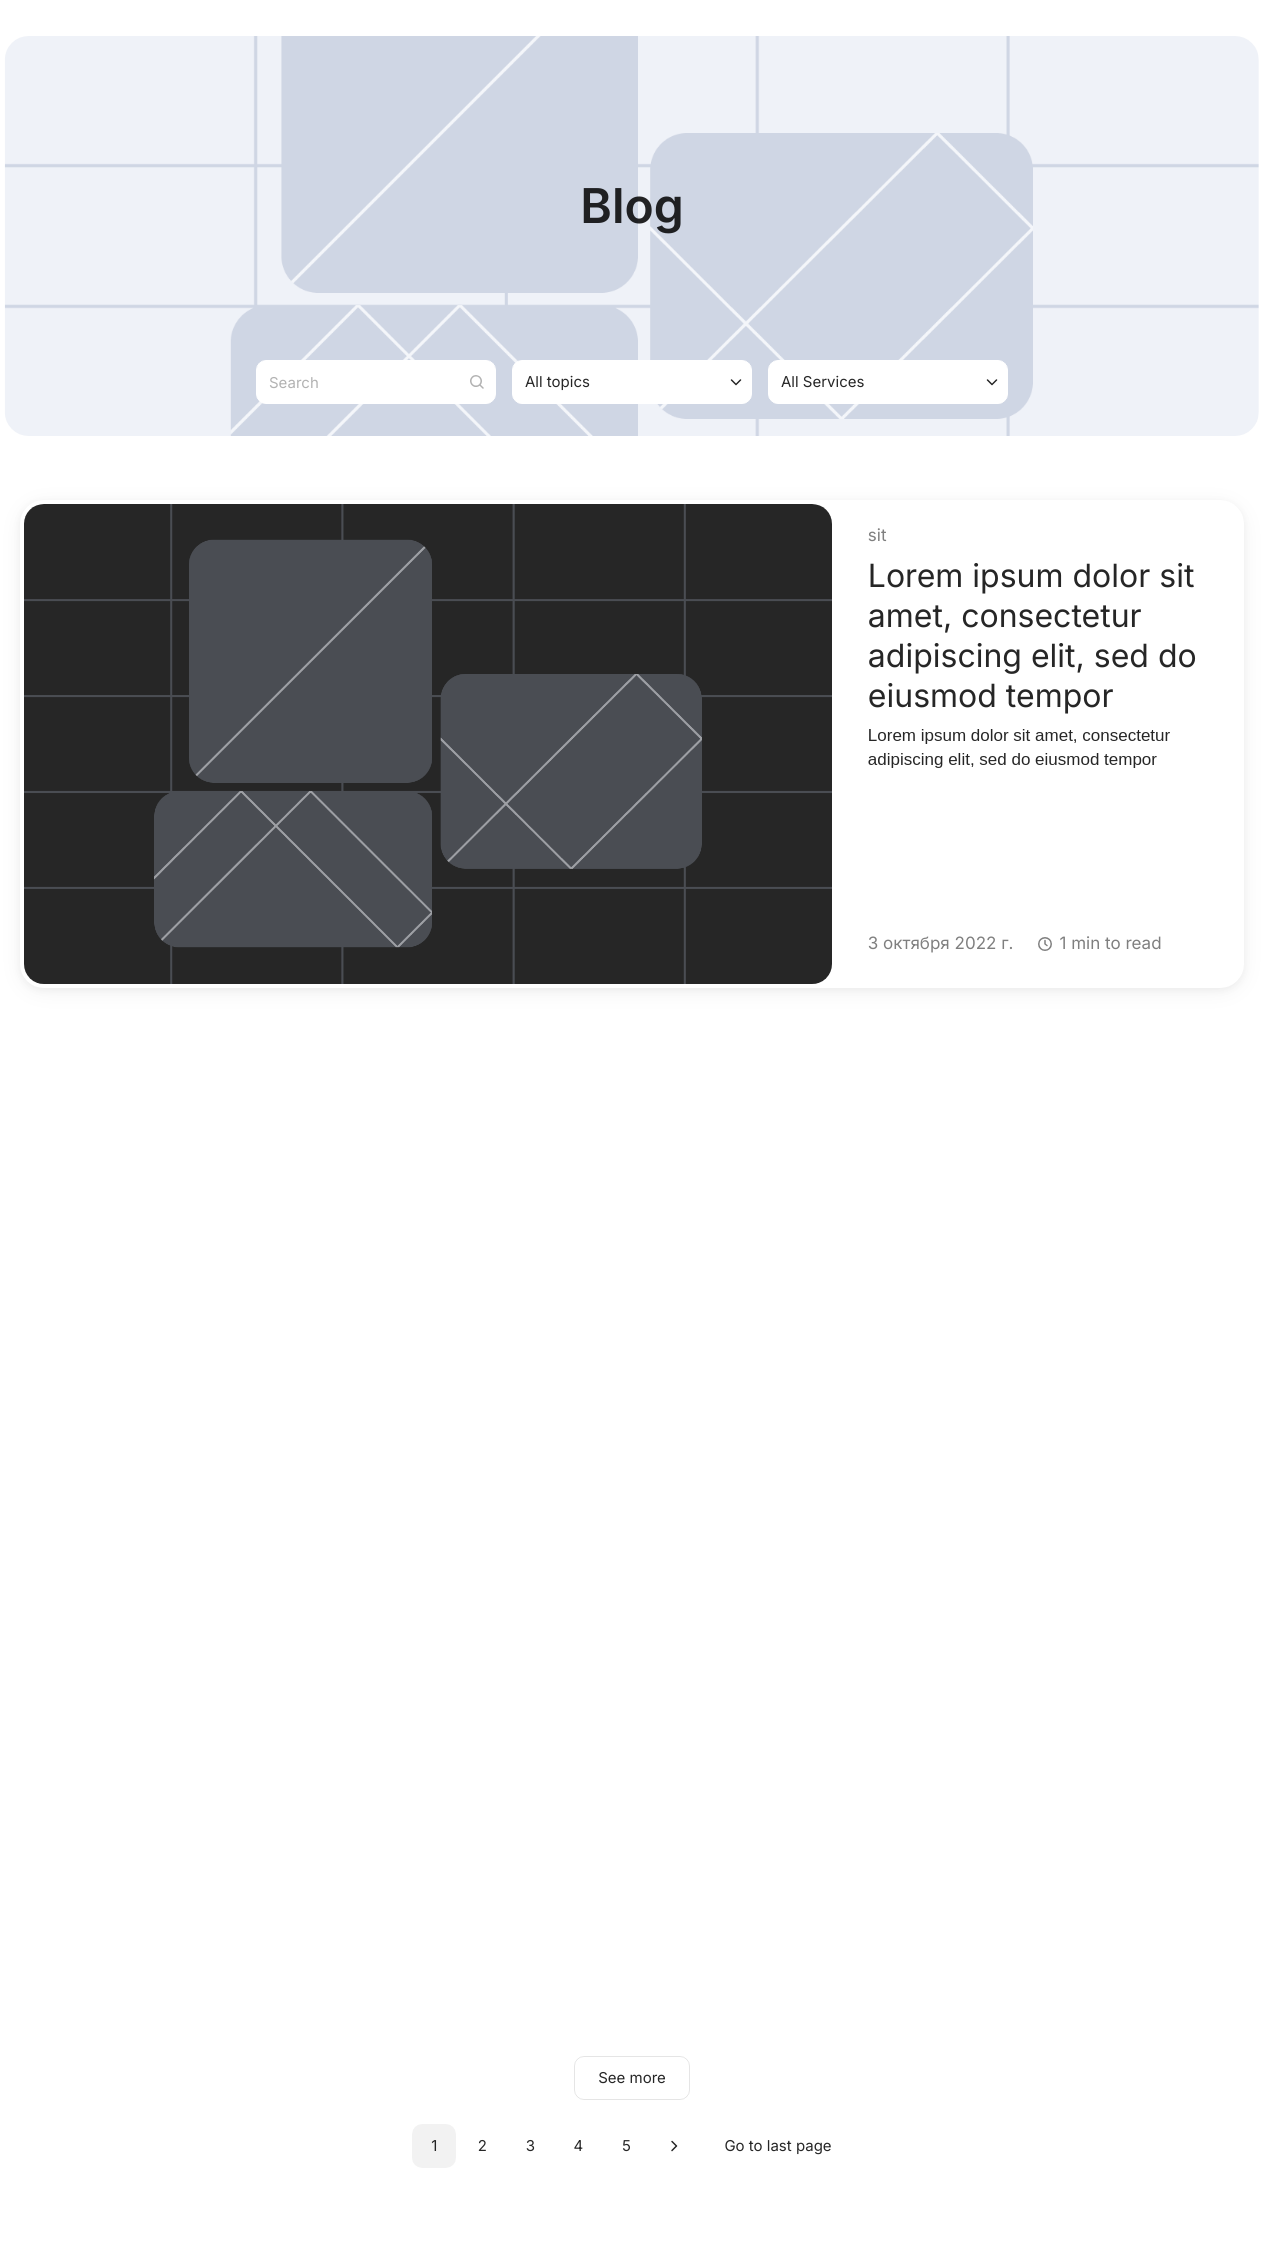 Blog
Search
All topics
All Services
sit
Lorem ipsum dolor sit
amet, consectetur
adipiscing elit, sed do
eiusmod tempor
Lorem ipsum dolor sit amet, consectetur
adipiscing elit, sed do eiusmod tempor
3 октября 2022 г. 1 min to read
See more
1 2 3 4 5 Go to last page